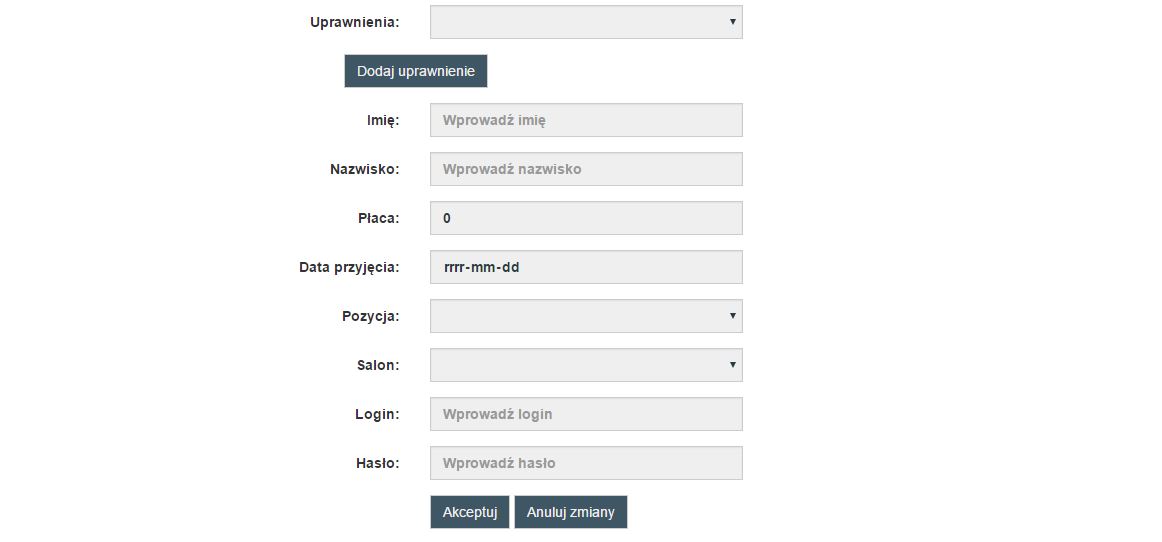 Uprawnienia:
Dodaj uprawnienie
Imię: Wprowadź imię
Nazwisko: Wprowadź nazwisko
Płaca: 0
Data przyjęcia: rrrr-mm-dd
Pozycja:
Salon:
Login: Wprowadź login
Hasło: Wprowadź hasło
Akceptuj Anuluj zmiany